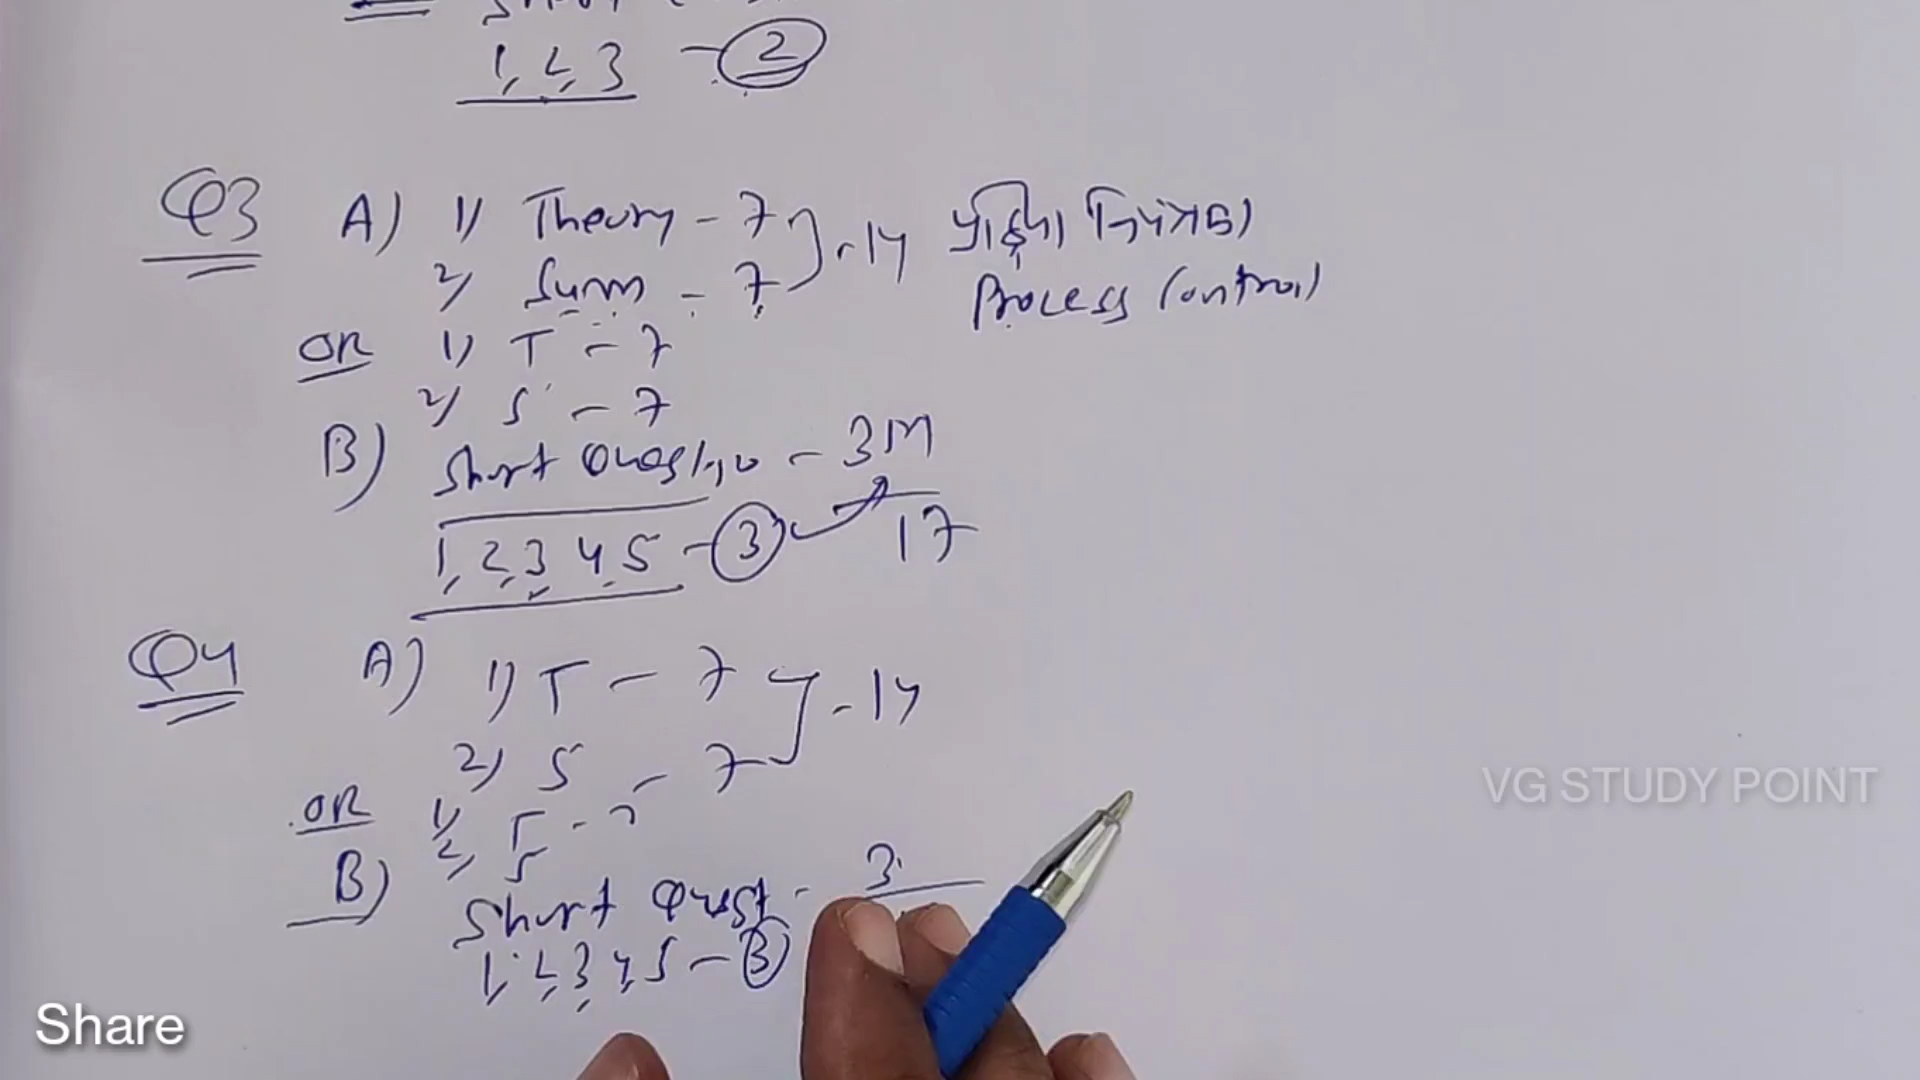 1, 2, 3 - 2
Q3 A) 1) Theory - 7 } - 14 प्रक्रिया नियंत्रण
2) Sum - 7 Process Control
OR 1) T - 7
2) S - 7
B) Short Question - 3M
1, 2, 3 4, 5 - 3 17
Q4 A) 1) T - 7 } - 14
2) S - 7
OR 1) T - 7
2) S
B) Short Quest - 3
1, 2, 3, 4, 5 - 3
VG STUDY POINT
Share